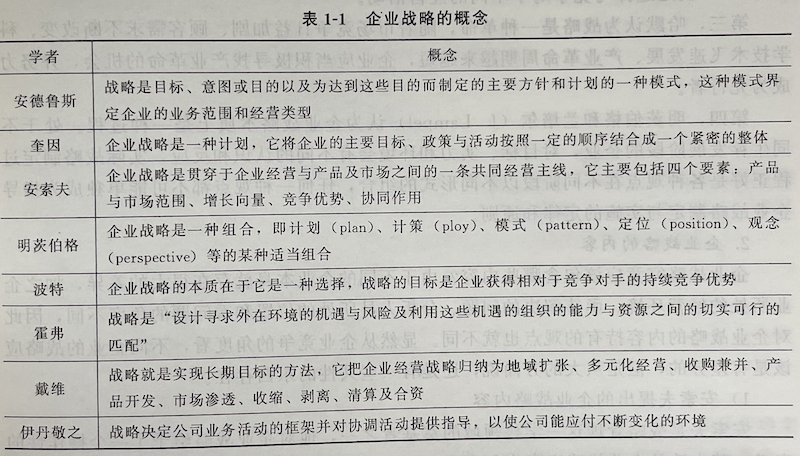 表 1-1 企业战略的概念
学者 概念
安德鲁斯 战略是目标、意图或目的以及为达到这些目的而制定的主要方针和计划的一种模式，这种模式界
定企业的业务范围和经营类型
奎因 企业战略是一种计划，它将企业的主要目标、政策与活动按照一定的顺序结合成一个紧密的整体
安索夫 企业战略是贯穿于企业经营与产品及市场之间的一条共同经营主线，它主要包括四个要素：产品
与市场范围、增长向量、竞争优势、协同作用
明茨伯格 企业战略是一种组合，即计划（plan）、计策（ploy）、模式（pattern）、定位（position）、观念
（perspective）等的某种适当组合
波特 企业战略的本质在于它是一种选择，战略的目标是企业获得相对于竞争对手的持续竞争优势
霍弗 战略是“设计寻求外在环境的机遇与风险及利用这些机遇的组织的能力与资源之间的切实可行的
匹配”
戴维 战略就是实现长期目标的方法，它把企业经营战略归纳为地域扩张、多元化经营、收购兼并、产
品开发、市场渗透、收缩、剥离、清算及合资
伊丹敬之 战略决定公司业务活动的框架并对协调活动提供指导，以使公司能应付不断变化的环境